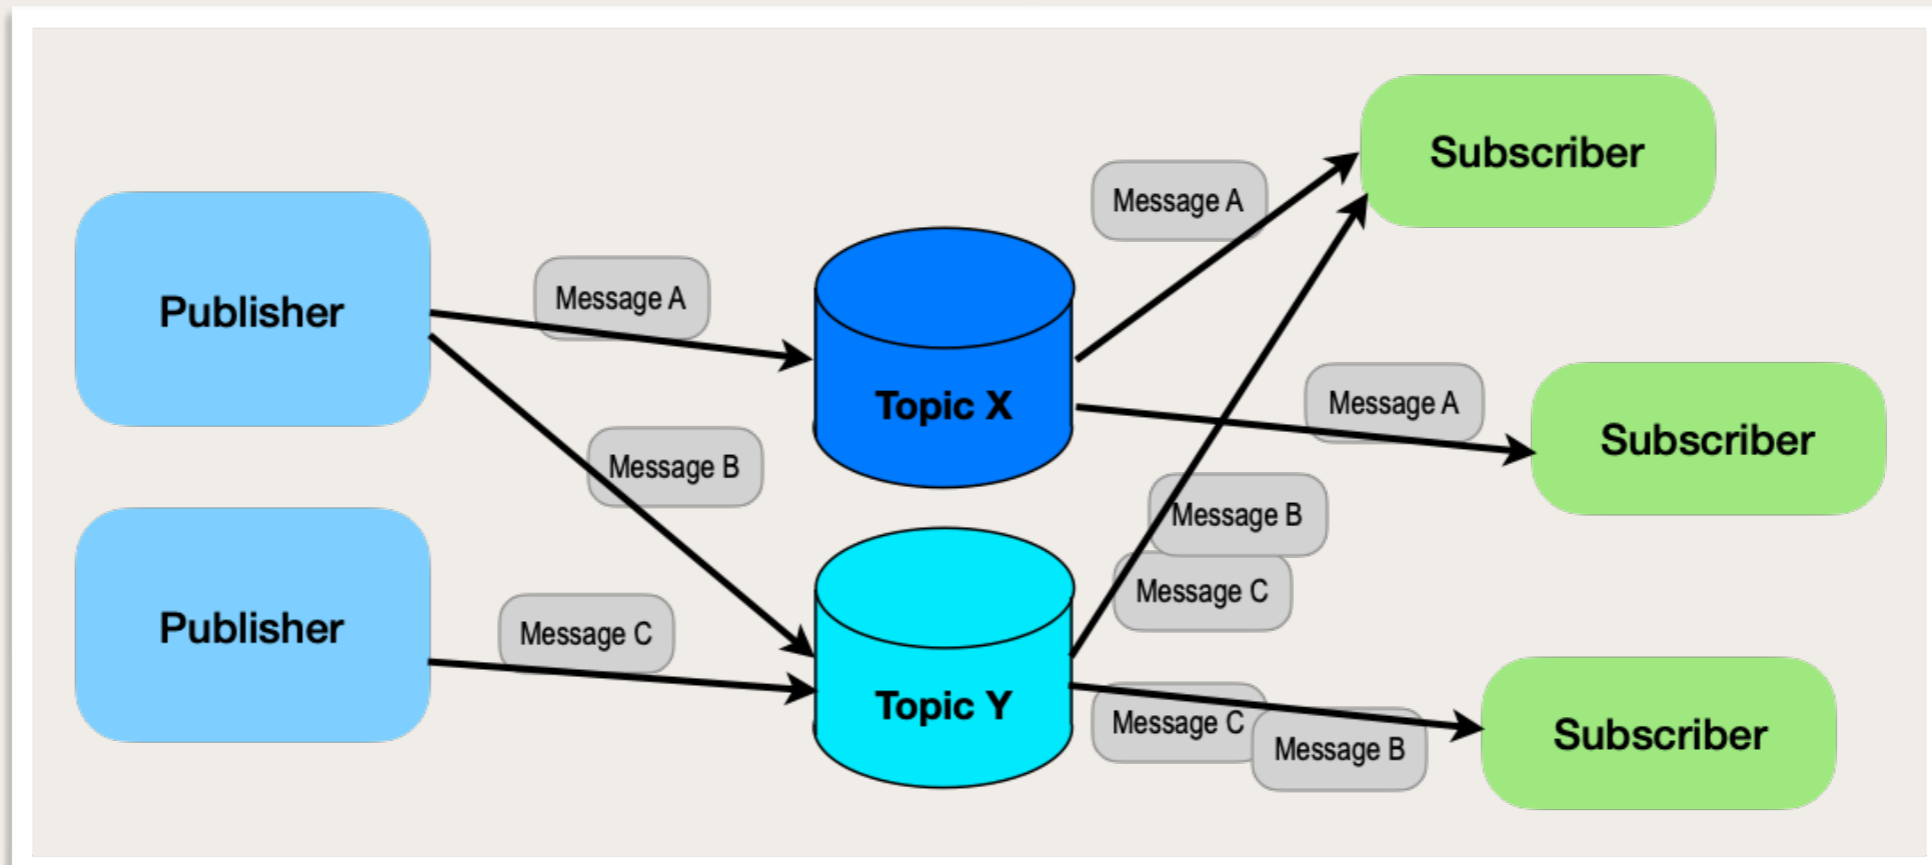 Subscriber
Message A
Publisher
Message A
Topic X
Message A
Subscriber
Message B
Message B
Message C
Publisher
Message C
Topic Y
Message C
Message B
Subscriber